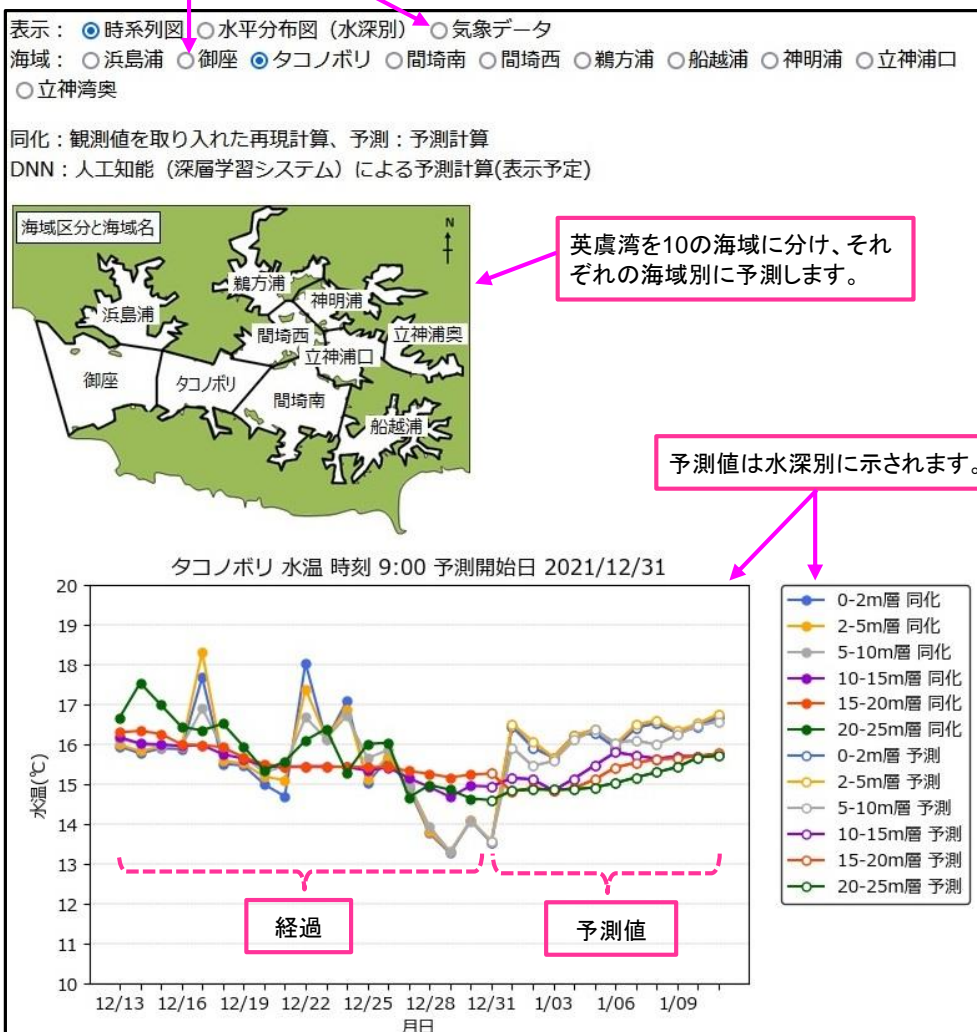 表示： 時系列図 水平分布図（水深別） 気象データ
海域： 浜島浦 御座 タコノボリ 間埼南 間埼西 鵜方浦 船越浦 神明浦 立神浦口
立神湾奥
同化：観測値を取り入れた再現計算、予測：予測計算
DNN：人工知能（深層学習システム）による予測計算(表示予定)
海域区分と海域名
N
鵜方浦
神明浦
浜島浦
間埼西
立神浦奥
立神浦口
御座
タコノボリ
間埼南
船越浦
英虞湾を10の海域に分け、それ
ぞれの海域別に予測します。
予測値は水深別に示されます。
タコノボリ 水温 時刻 9:00 予測開始日 2021/12/31
20
19
18
17
16
15
14
13
12
11
10
水温(℃)
経過
予測値
12/13 12/16 12/19 12/22 12/25 12/28 12/31 1/03 1/06 1/09
月日
0-2m層 同化
2-5m層 同化
5-10m層 同化
10-15m層 同化
15-20m層 同化
20-25m層 同化
0-2m層 予測
2-5m層 予測
5-10m層 予測
10-15m層 予測
15-20m層 予測
20-25m層 予測